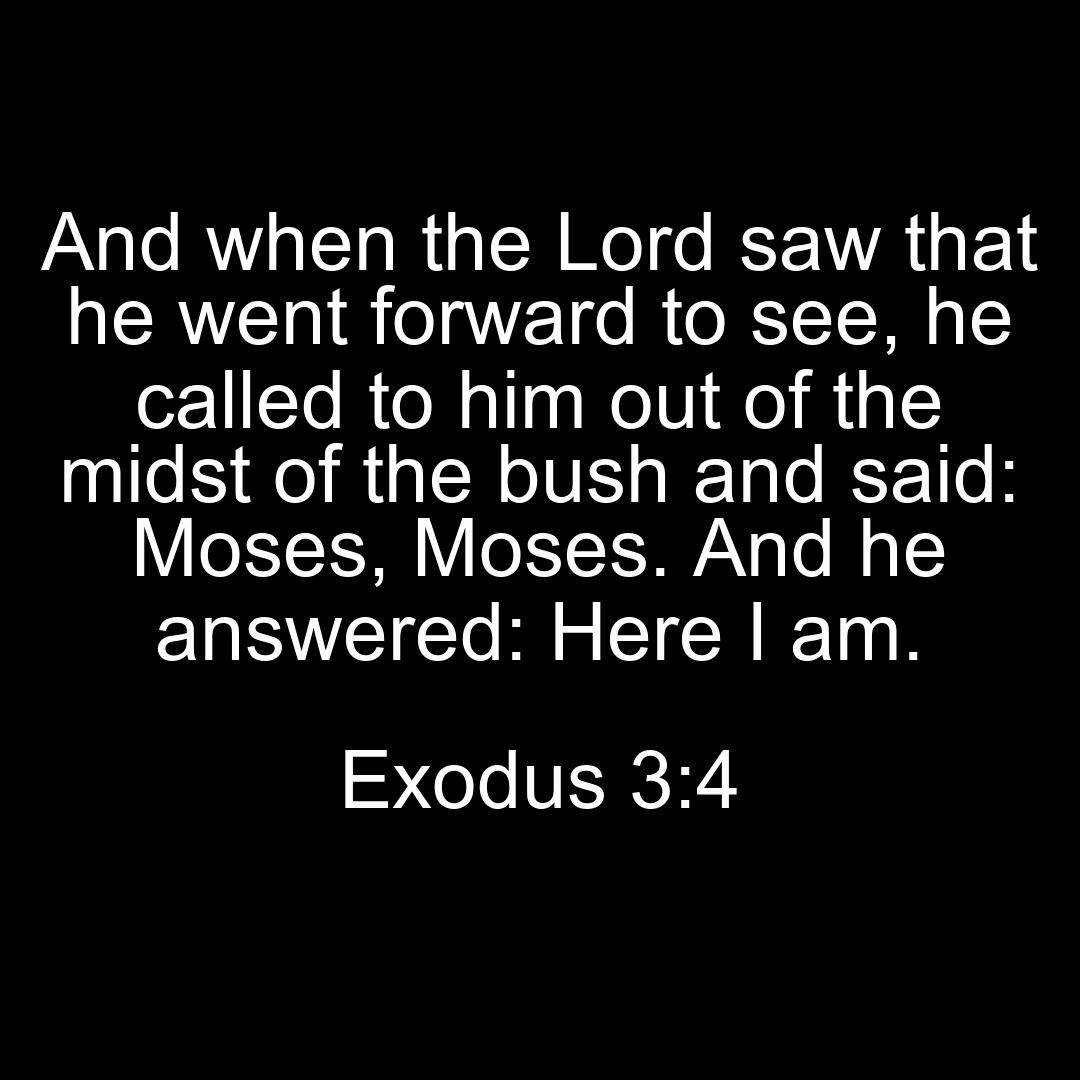 And when the Lord saw that
he went forward to see, he
called to him out of the
midst of the bush and said:
Moses, Moses. And he
answered: Here I am.
Exodus 3:4